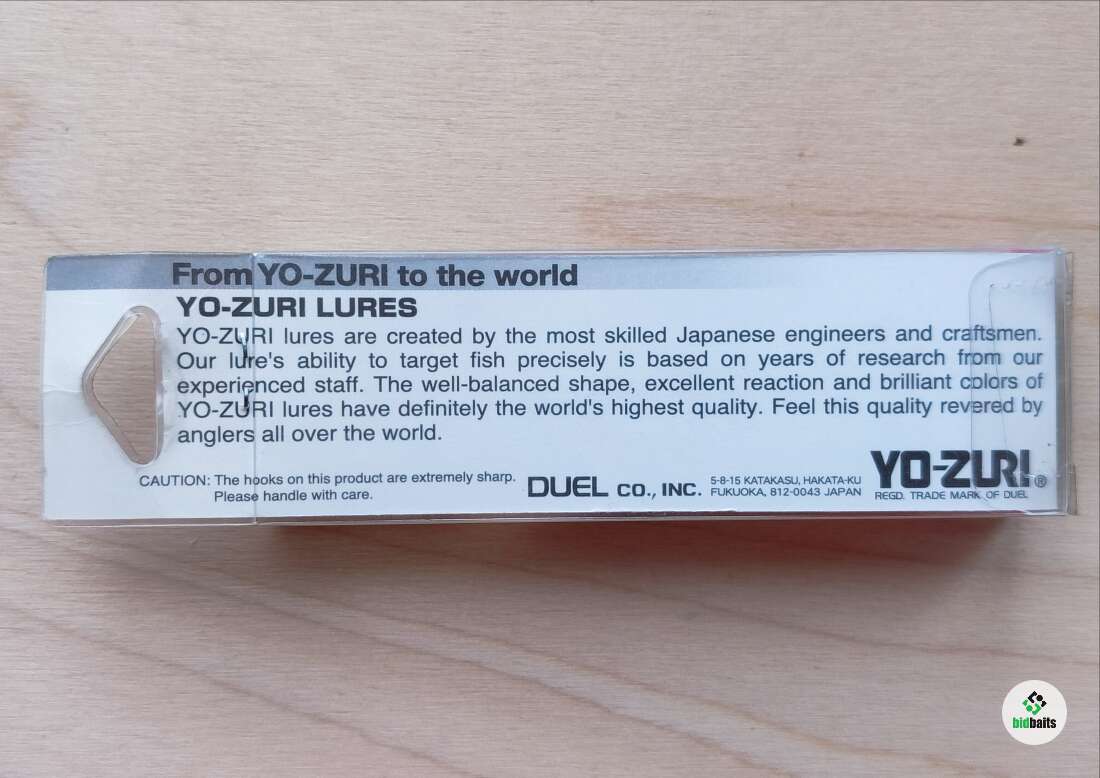 From YO-ZURI to the world
YO-ZURI LURES
YO-ZURI lures are created by the most skilled Japanese engineers and craftsmen.
Our lure's ability to target fish precisely is based on years of research from our
experienced staff. The well-balanced shape, excellent reaction and brilliant colors of
YO-ZURI lures have definitely the world's highest quality. Feel this quality revered by
anglers all over the world.
CAUTION: The hooks on this product are extremely sharp.
Please handle with care.
DUEL CO., INC.
5-8-15 KATAKASU, HAKATA-KU
FUKUOKA, 812-0043 JAPAN
YO-ZURI®
REGD. TRADE MARK OF DUEL
bidbaits